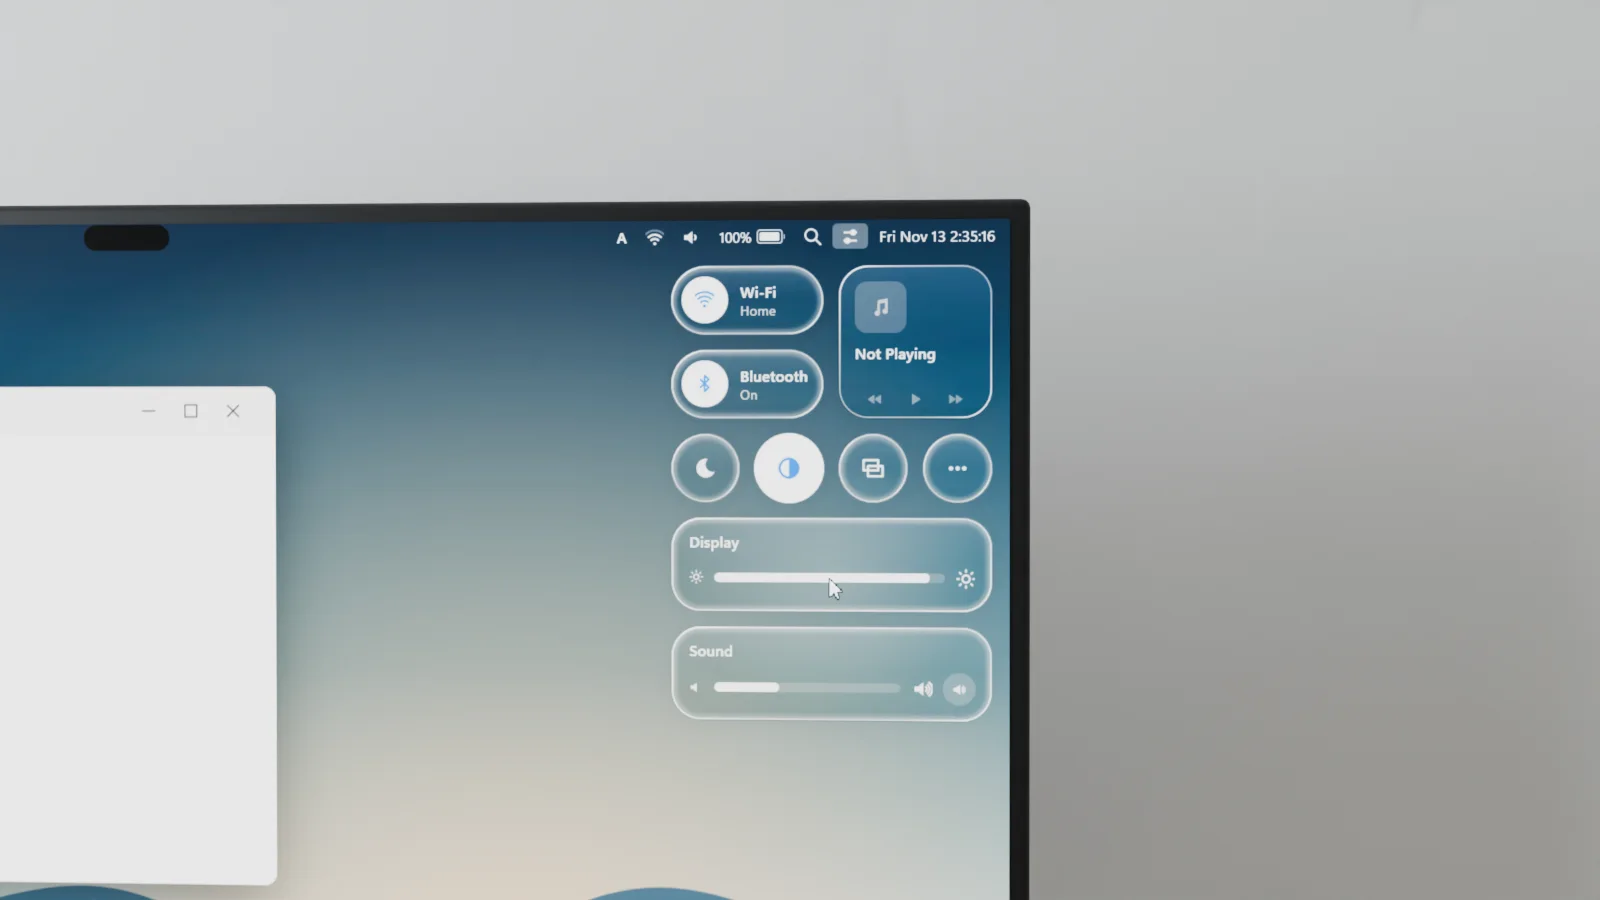 A 100% Fri Nov 13 2:35:16
Wi-Fi
Home
Not Playing
Bluetooth
On
Display
Sound